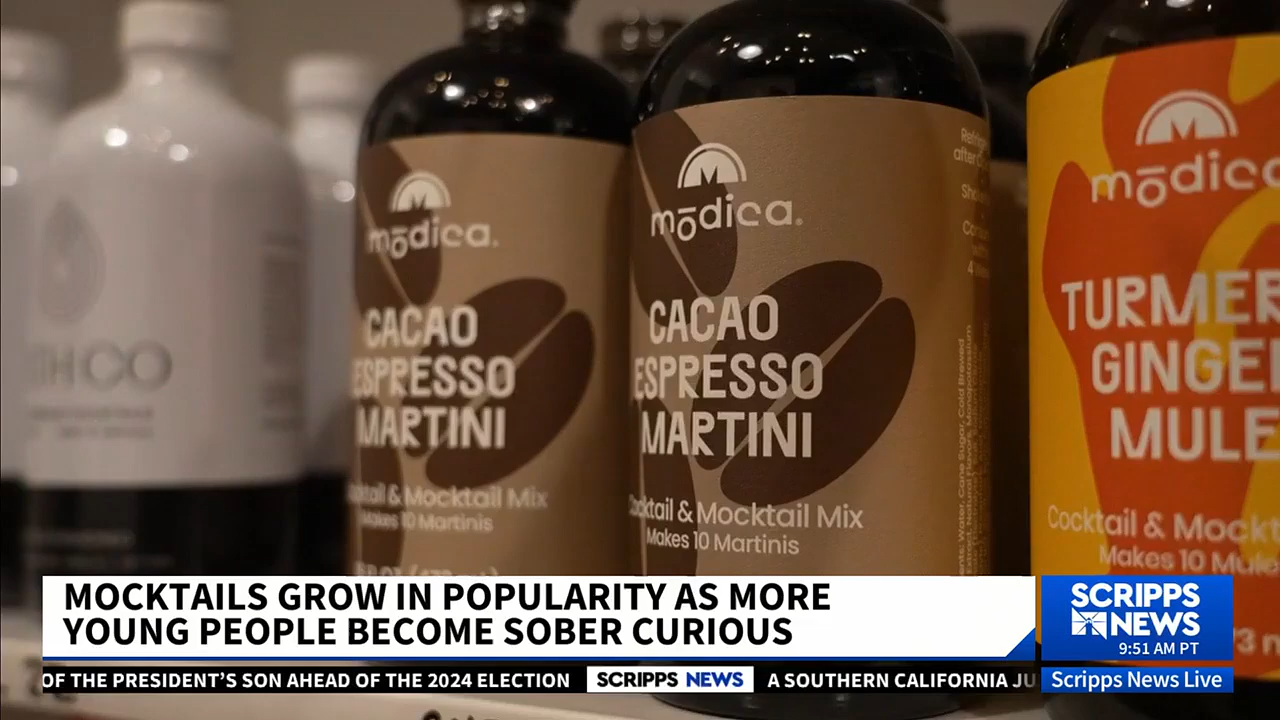 TH CO
mōdica.
CACAO
ESPRESSO
MARTINI
Cocktail & Mocktail Mix
Makes 10 Martinis
mōdica.
CACAO
ESPRESSO
MARTINI
Cocktail & Mocktail Mix
Makes 10 Martinis
mōdica
TURMER
GINGER
MULE
Cocktail & Mockt
Makes 10 Mule
MOCKTAILS GROW IN POPULARITY AS MORE
YOUNG PEOPLE BECOME SOBER CURIOUS
SCRIPPS
NEWS
9:51 AM PT
OF THE PRESIDENT'S SON AHEAD OF THE 2024 ELECTION SCRIPPS NEWS A SOUTHERN CALIFORNIA JU
Scripps News Live